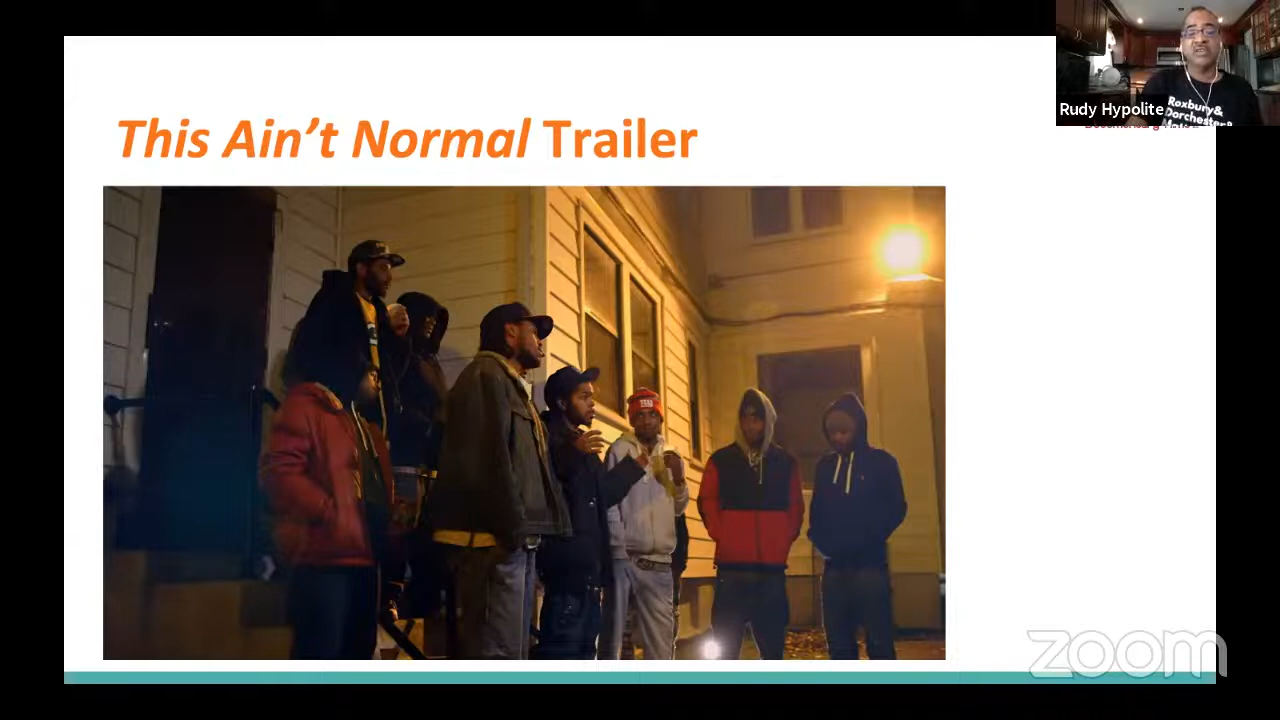 This Ain't Normal Trailer
Rudy Hypolite
Roxbury&
Dorchester&
zoom